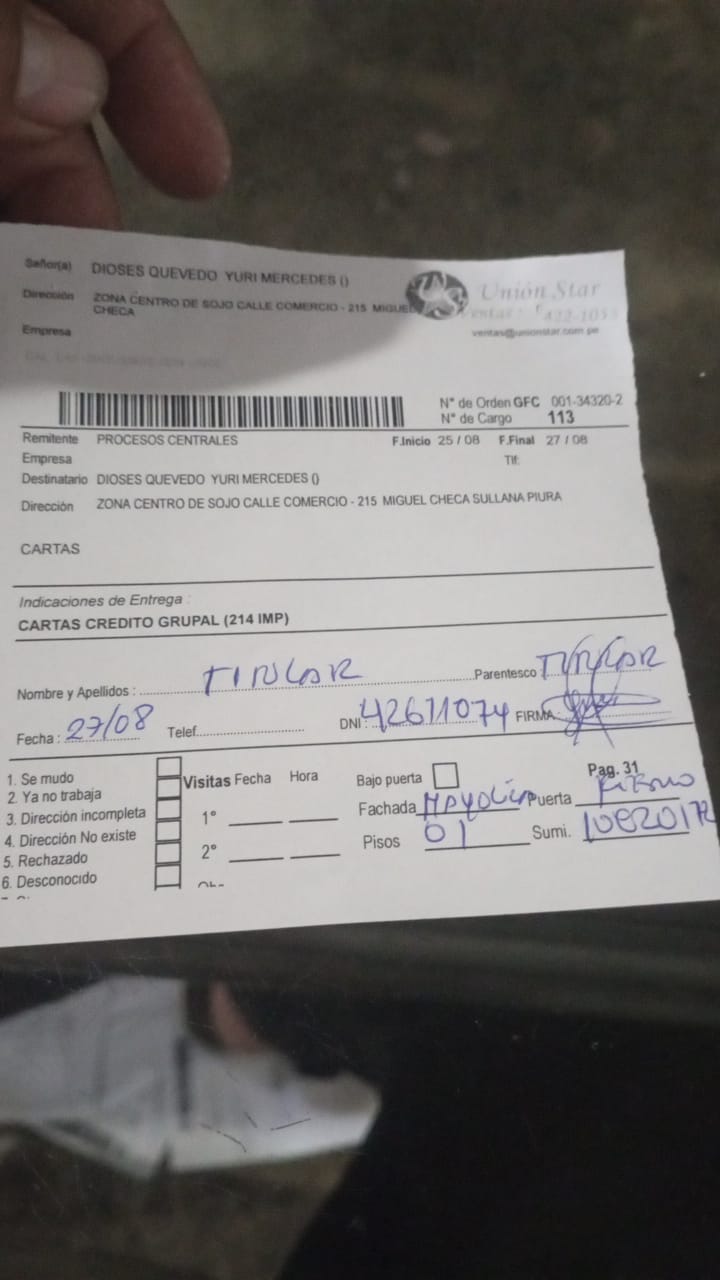 Señor(a) DIOSES QUEVEDO YURI MERCEDES ()
Dirección ZONA CENTRO DE SOJO CALLE COMERCIO - 215 MIGUEL
CHECA
Empresa
Unión Star
ventas@unionstar.com.pe
N° de Orden GFC 001-34320-2
N° de Cargo 113
Remitente PROCESOS CENTRALES F.Inicio 25 / 08 F.Final 27 / 08
Empresa Tlf:
Destinatario DIOSES QUEVEDO YURI MERCEDES ()
Dirección ZONA CENTRO DE SOJO CALLE COMERCIO - 215 MIGUEL CHECA SULLANA PIURA
CARTAS
Indicaciones de Entrega :
CARTAS CREDITO GRUPAL (214 IMP)
Nombre y Apellidos : TITULAR Parentesco : TITULAR
Fecha : 27/08 Telef. DNI : 42611074 FIRMA:
1. Se mudo
2. Ya no trabaja
3. Dirección incompleta
4. Dirección No existe
5. Rechazado
6. Desconocido
Visitas Fecha Hora
1°
2°
Bajo puerta Pag. 31
Fachada Puerta
Pisos 01 Sumi.